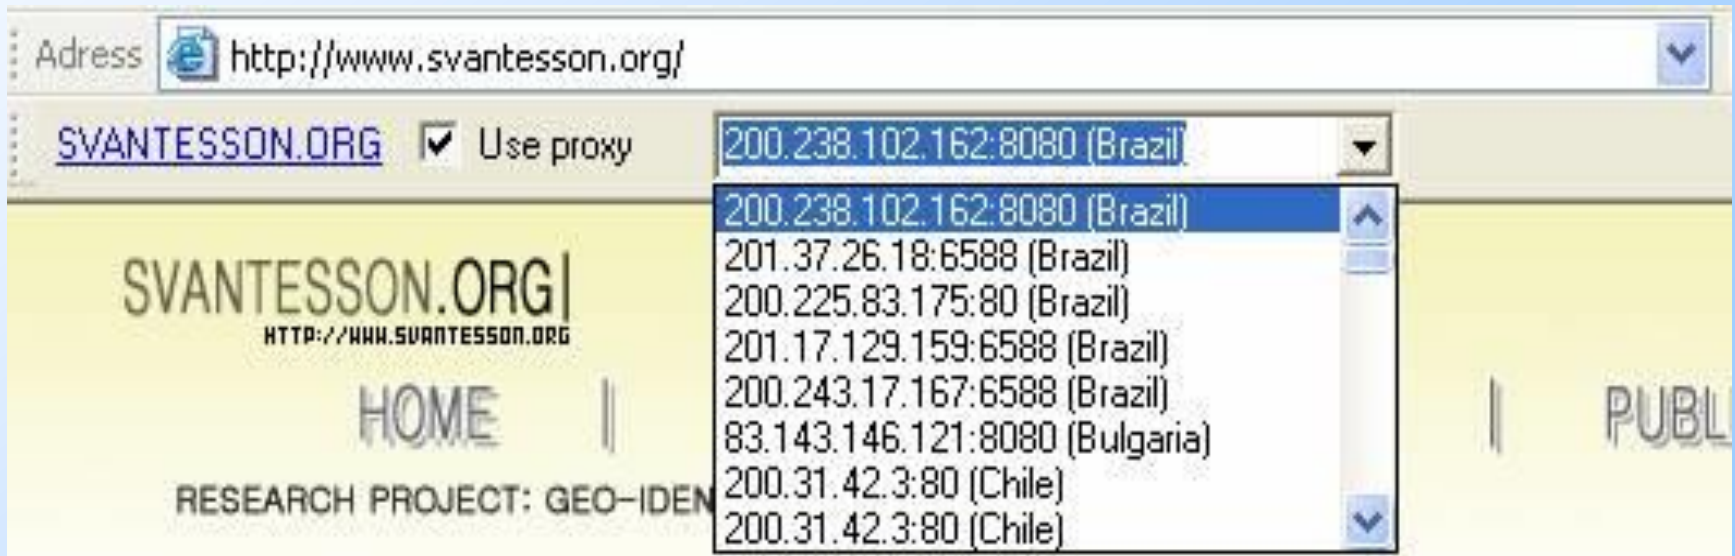 Adress http://www.svantesson.org/
SVANTESSON.ORG Use proxy 200.238.102.162:8080 (Brazil)
200.238.102.162:8080 (Brazil)
201.37.26.18:6588 (Brazil)
200.225.83.175:80 (Brazil)
201.17.129.159:6588 (Brazil)
200.243.17.167:6588 (Brazil)
83.143.146.121:8080 (Bulgaria)
200.31.42.3:80 (Chile)
200.31.42.3:80 (Chile)
SVANTESSON.ORG|
HTTP://WWW.SVANTESSON.ORG
HOME | | PUBL
RESEARCH PROJECT: GEO-IDEN